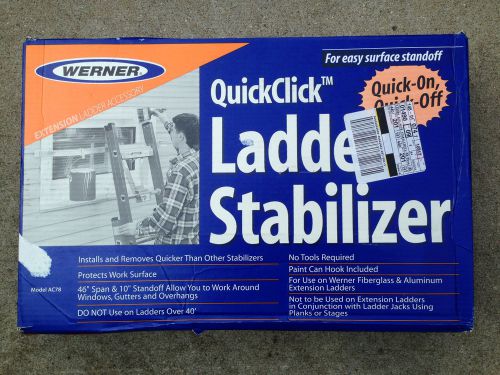 WERNER
EXTENSION LADDER ACCESSORY
For easy surface standoff
QuickClick™
Quick-On,
Quick-Off
Ladder
Stabilizer
Installs and Removes Quicker Than Other Stabilizers
Protects Work Surface
Model AC78
46" Span & 10" Standoff Allow You to Work Around
Windows, Gutters and Overhangs
DO NOT Use on Ladders Over 40'
No Tools Required
Paint Can Hook Included
For Use on Werner Fiberglass & Aluminum
Extension Ladders
Not to be Used on Extension Ladders
in Conjunction with Ladder Jacks Using
Planks or Stages